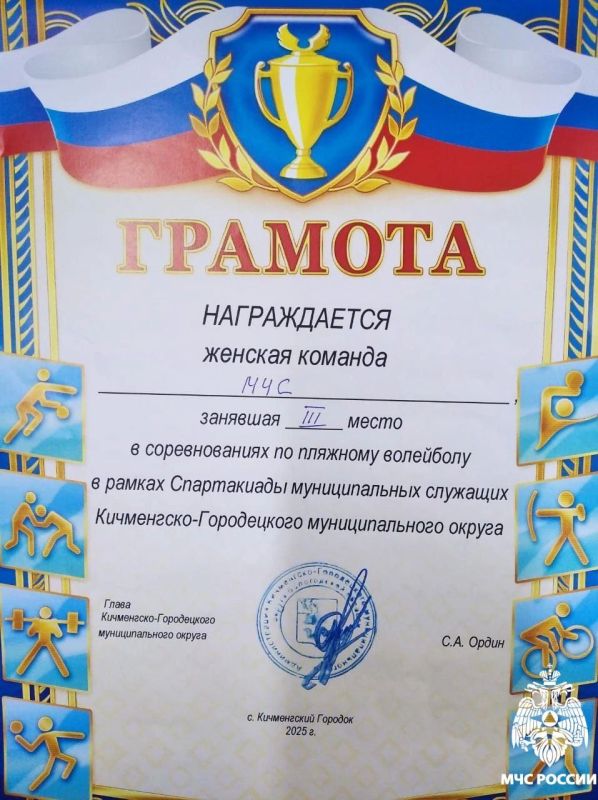 ГРАМОТА
НАГРАЖДАЕТСЯ
женская команда
МЧС,
занявшая III место
в соревнованиях по пляжному волейболу
в рамках Спартакиады муниципальных служащих
Кичменгско-Городецкого муниципального округа
Глава
Кичменгско-Городецкого
муниципального округа
С.А. Ордин
с. Кичменгский Городок
2025 г.
МЧС РОССИИ